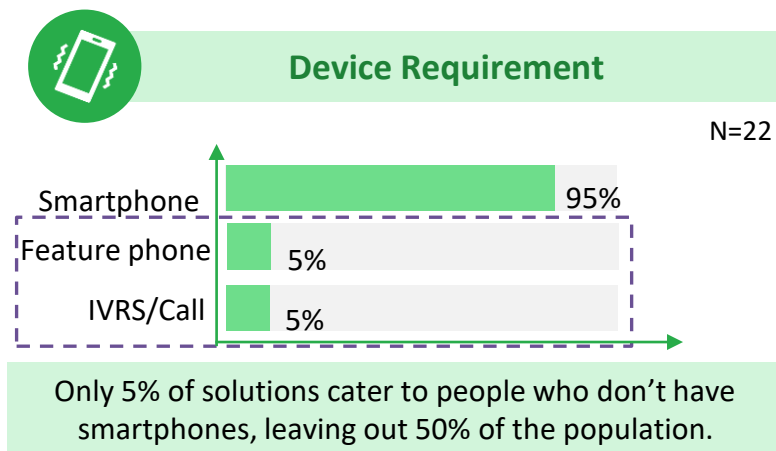 Device Requirement
N=22
Smartphone
95%
Feature phone
5%
IVRS/Call
5%
Only 5% of solutions cater to people who don’t have
smartphones, leaving out 50% of the population.